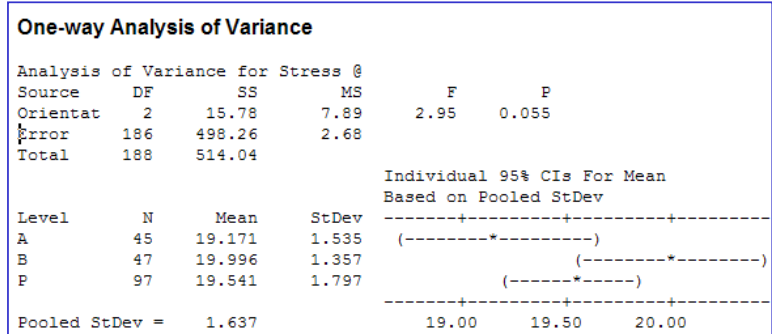 One-way Analysis of Variance
Analysis of Variance for Stress @
Source     DF        SS        MS        F        P
Orientat    2     15.78      7.89     2.95    0.055
Error     186    498.26      2.68
Total     188    514.04
                                   Individual 95% CIs For Mean
                                   Based on Pooled StDev
Level       N      Mean     StDev  -------+---------+---------+---------
A          45    19.171     1.535   (--------*---------)
B          47    19.996     1.357                    (--------*--------)
P          97    19.541     1.797             (------*-----)
                                   -------+---------+---------+---------
Pooled StDev =    1.637                19.00     19.50     20.00